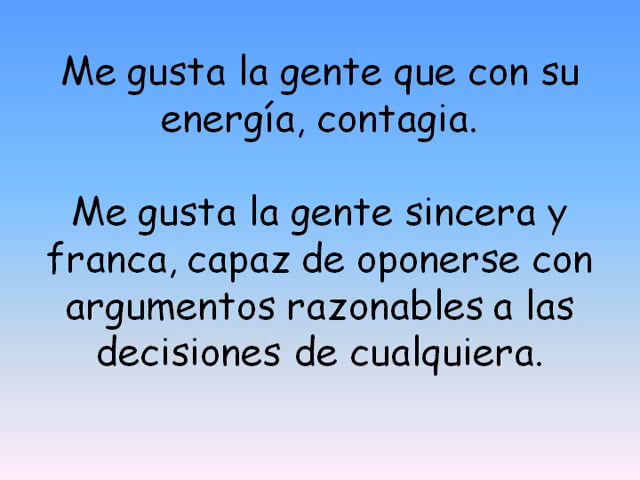 Me gusta la gente que con su
energía, contagia.
Me gusta la gente sincera y
franca, capaz de oponerse con
argumentos razonables a las
decisiones de cualquiera.